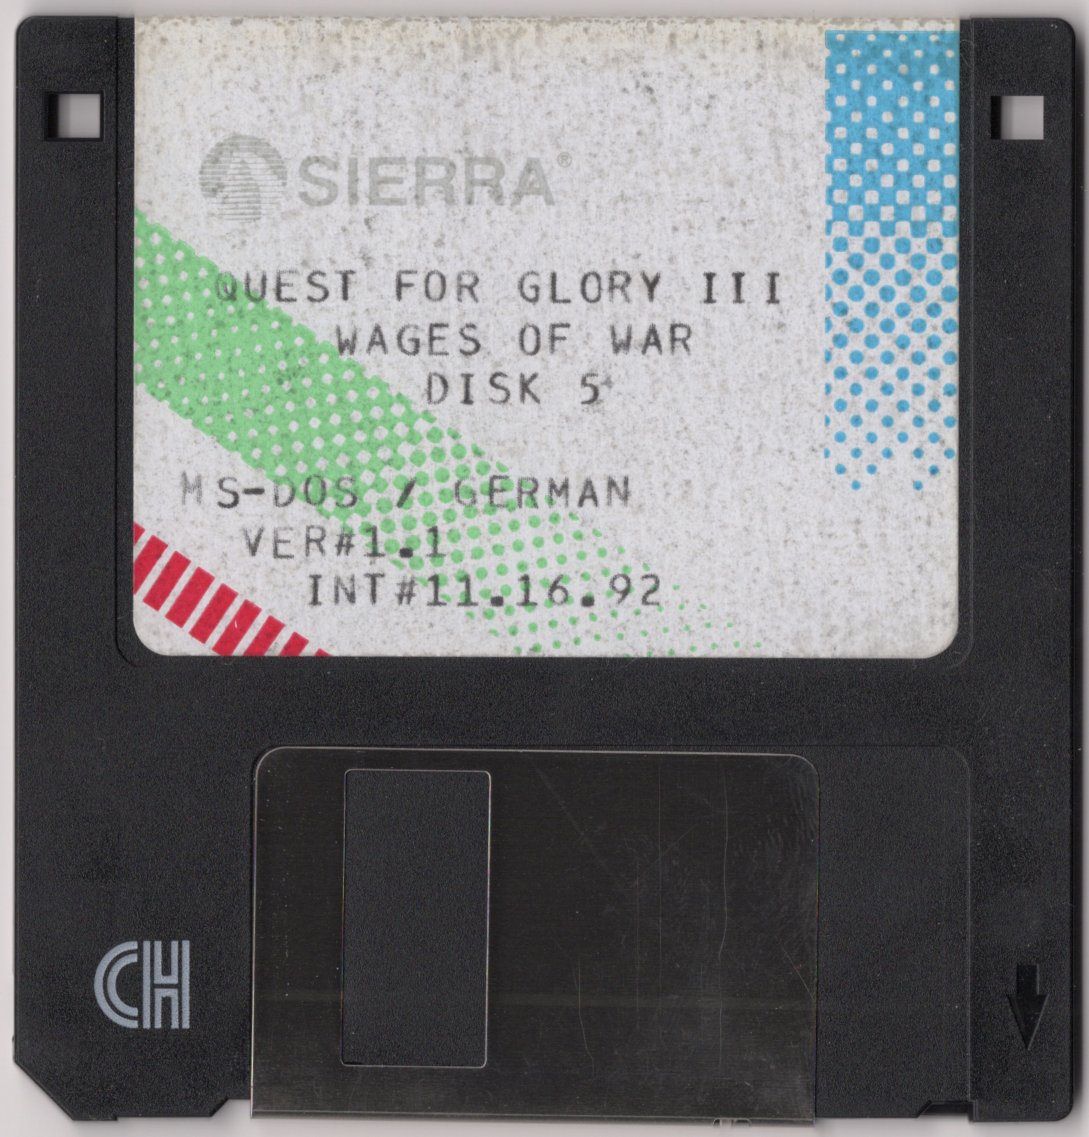 SIERRA®
QUEST FOR GLORY III
WAGES OF WAR
DISK 5
MS-DOS / GERMAN
VER#1.1
INT#11.16.92
CH